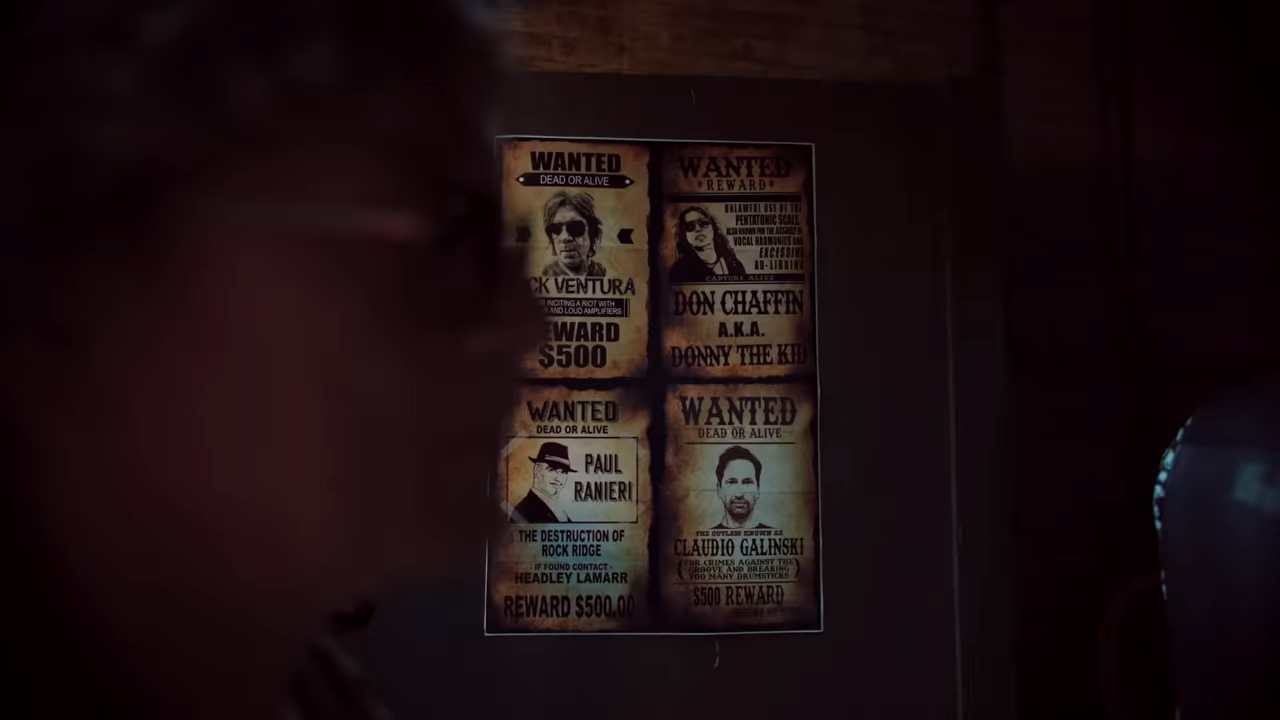 WANTED
DEAD OR ALIVE
CK VENTURA
INCITING A RIOT WITH
AND LOUD AMPLIFIERS
EWARD
$500
WANTED
REWARD
UNLAWFUL USE OF THE
PENTATONIC SCALE,
ALSO KNOWN FOR THE ASSAULT OF
VOCAL HARMONIES AND
EXCESSIVE
AD-LIBBING
CAPTURE ALIVE
DON CHAFFIN
A.K.A.
DONNY THE KID
WANTED
DEAD OR ALIVE
PAUL
RANIERI
THE DESTRUCTION OF
ROCK RIDGE
- IF FOUND CONTACT -
HEADLEY LAMARR
REWARD $500.00
WANTED
DEAD OR ALIVE
THE OUTLAW KNOWN AS
CLAUDIO GALINSKI
(FOR CRIMES AGAINST THE
GROOVE AND BREAKING
TOO MANY DRUMSTICKS)
$500 REWARD